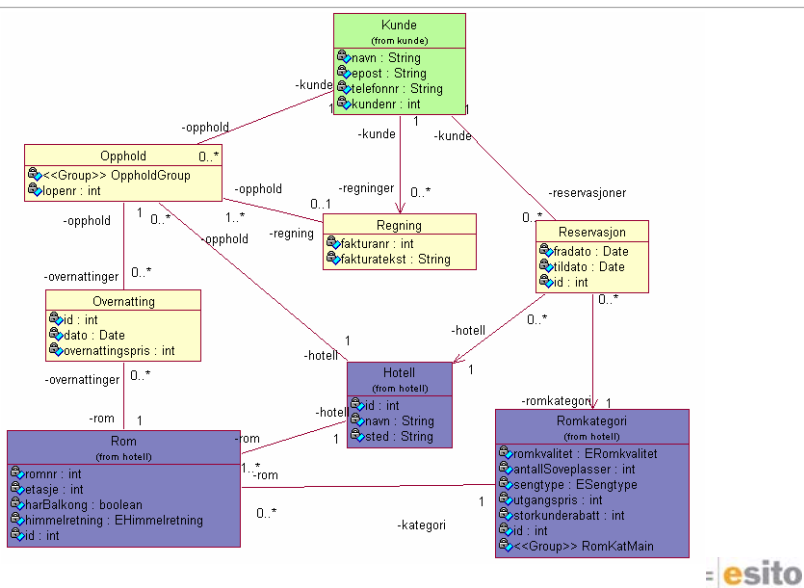 Kunde
(from kunde)
navn : String
epost : String
telefonnr : String
kundenr : int
-kunde
1
1
1
-opphold
-kunde
-kunde
Opphold
0..*
<<Group>> OppholdGroup
lopenr : int
-opphold
-regninger
0..*
-reservasjoner
0..1
-opphold
1
0..*
1..*
-regning
Regning
fakturanr : int
fakturatekst : String
0..*
Reservasjon
fradato : Date
tildato : Date
id : int
-opphold
-overnattinger
0..*
Overnatting
id : int
dato : Date
overnattingspris : int
0..*
0..*
-hotell
1
-hotell
1
-overnattinger
0..*
Hotell
(from hotell)
id : int
navn : String
sted : String
-romkategori
1
-rom
1
-hotell
1
Rom
(from hotell)
romnr : int
etasje : int
harBalkong : boolean
himmelretning : EHimmelretning
id : int
-rom
1..*
-rom
0..*
1
-kategori
Romkategori
(from hotell)
romkvalitet : ERomkvalitet
antallSoveplasser : int
sengtype : ESengtype
utgangspris : int
storkunderabatt : int
id : int
<<Group>> RomKatMain
esito